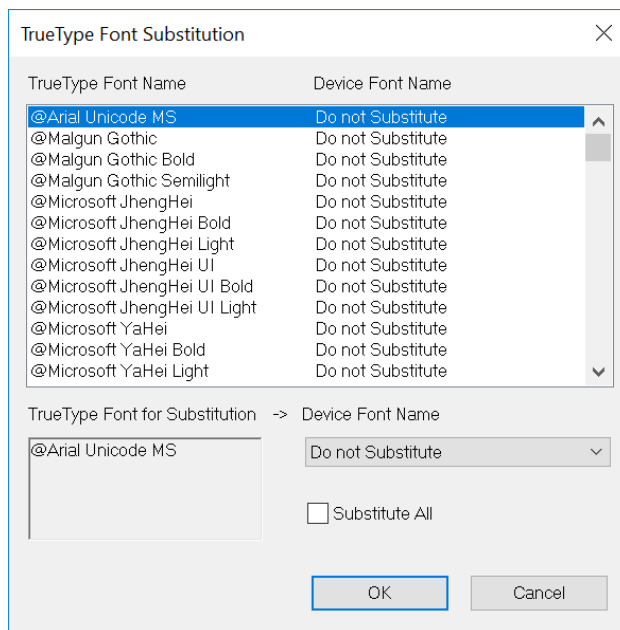 TrueType Font Substitution
TrueType Font Name Device Font Name
@Arial Unicode MS Do not Substitute
@Malgun Gothic Do not Substitute
@Malgun Gothic Bold Do not Substitute
@Malgun Gothic Semilight Do not Substitute
@Microsoft JhengHei Do not Substitute
@Microsoft JhengHei Bold Do not Substitute
@Microsoft JhengHei Light Do not Substitute
@Microsoft JhengHei UI Do not Substitute
@Microsoft JhengHei UI Bold Do not Substitute
@Microsoft JhengHei UI Light Do not Substitute
@Microsoft YaHei Do not Substitute
@Microsoft YaHei Bold Do not Substitute
@Microsoft YaHei Light Do not Substitute
TrueType Font for Substitution -> Device Font Name
@Arial Unicode MS Do not Substitute
Substitute All
OK Cancel